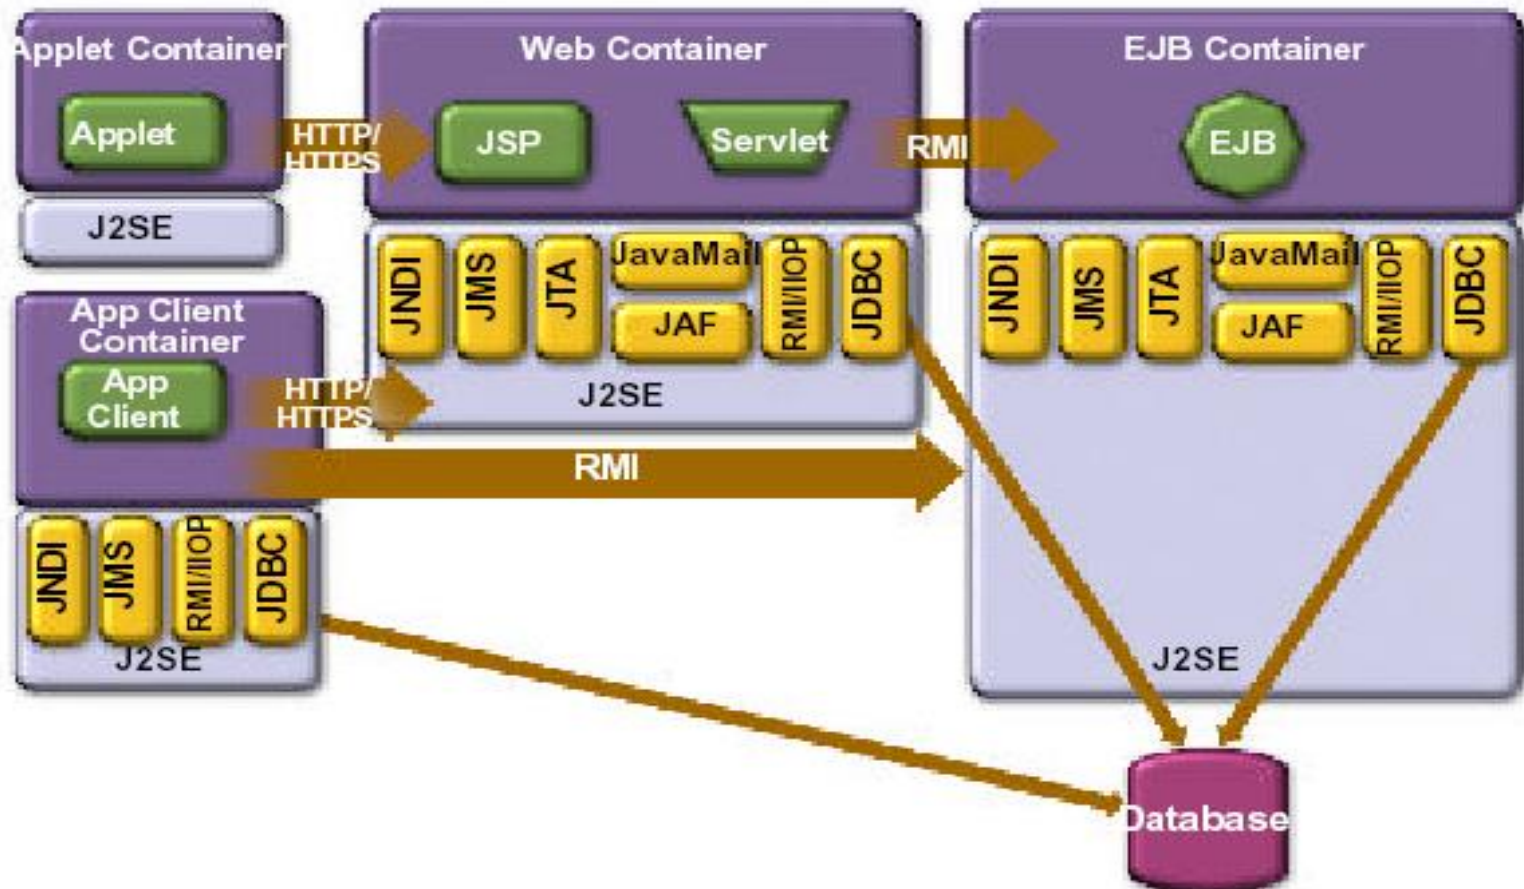 Applet Container
Applet
J2SE
HTTP/
HTTPS
Web Container
JSP
Servlet
JNDI
JMS
JTA
JavaMail
JAF
RMI/IIOP
JDBC
J2SE
RMI
EJB Container
EJB
JNDI
JMS
JTA
JavaMail
JAF
RMI/IIOP
JDBC
J2SE
App Client
Container
App
Client
HTTP/
HTTPS
RMI
JNDI
JMS
RMI/IIOP
JDBC
J2SE
Database